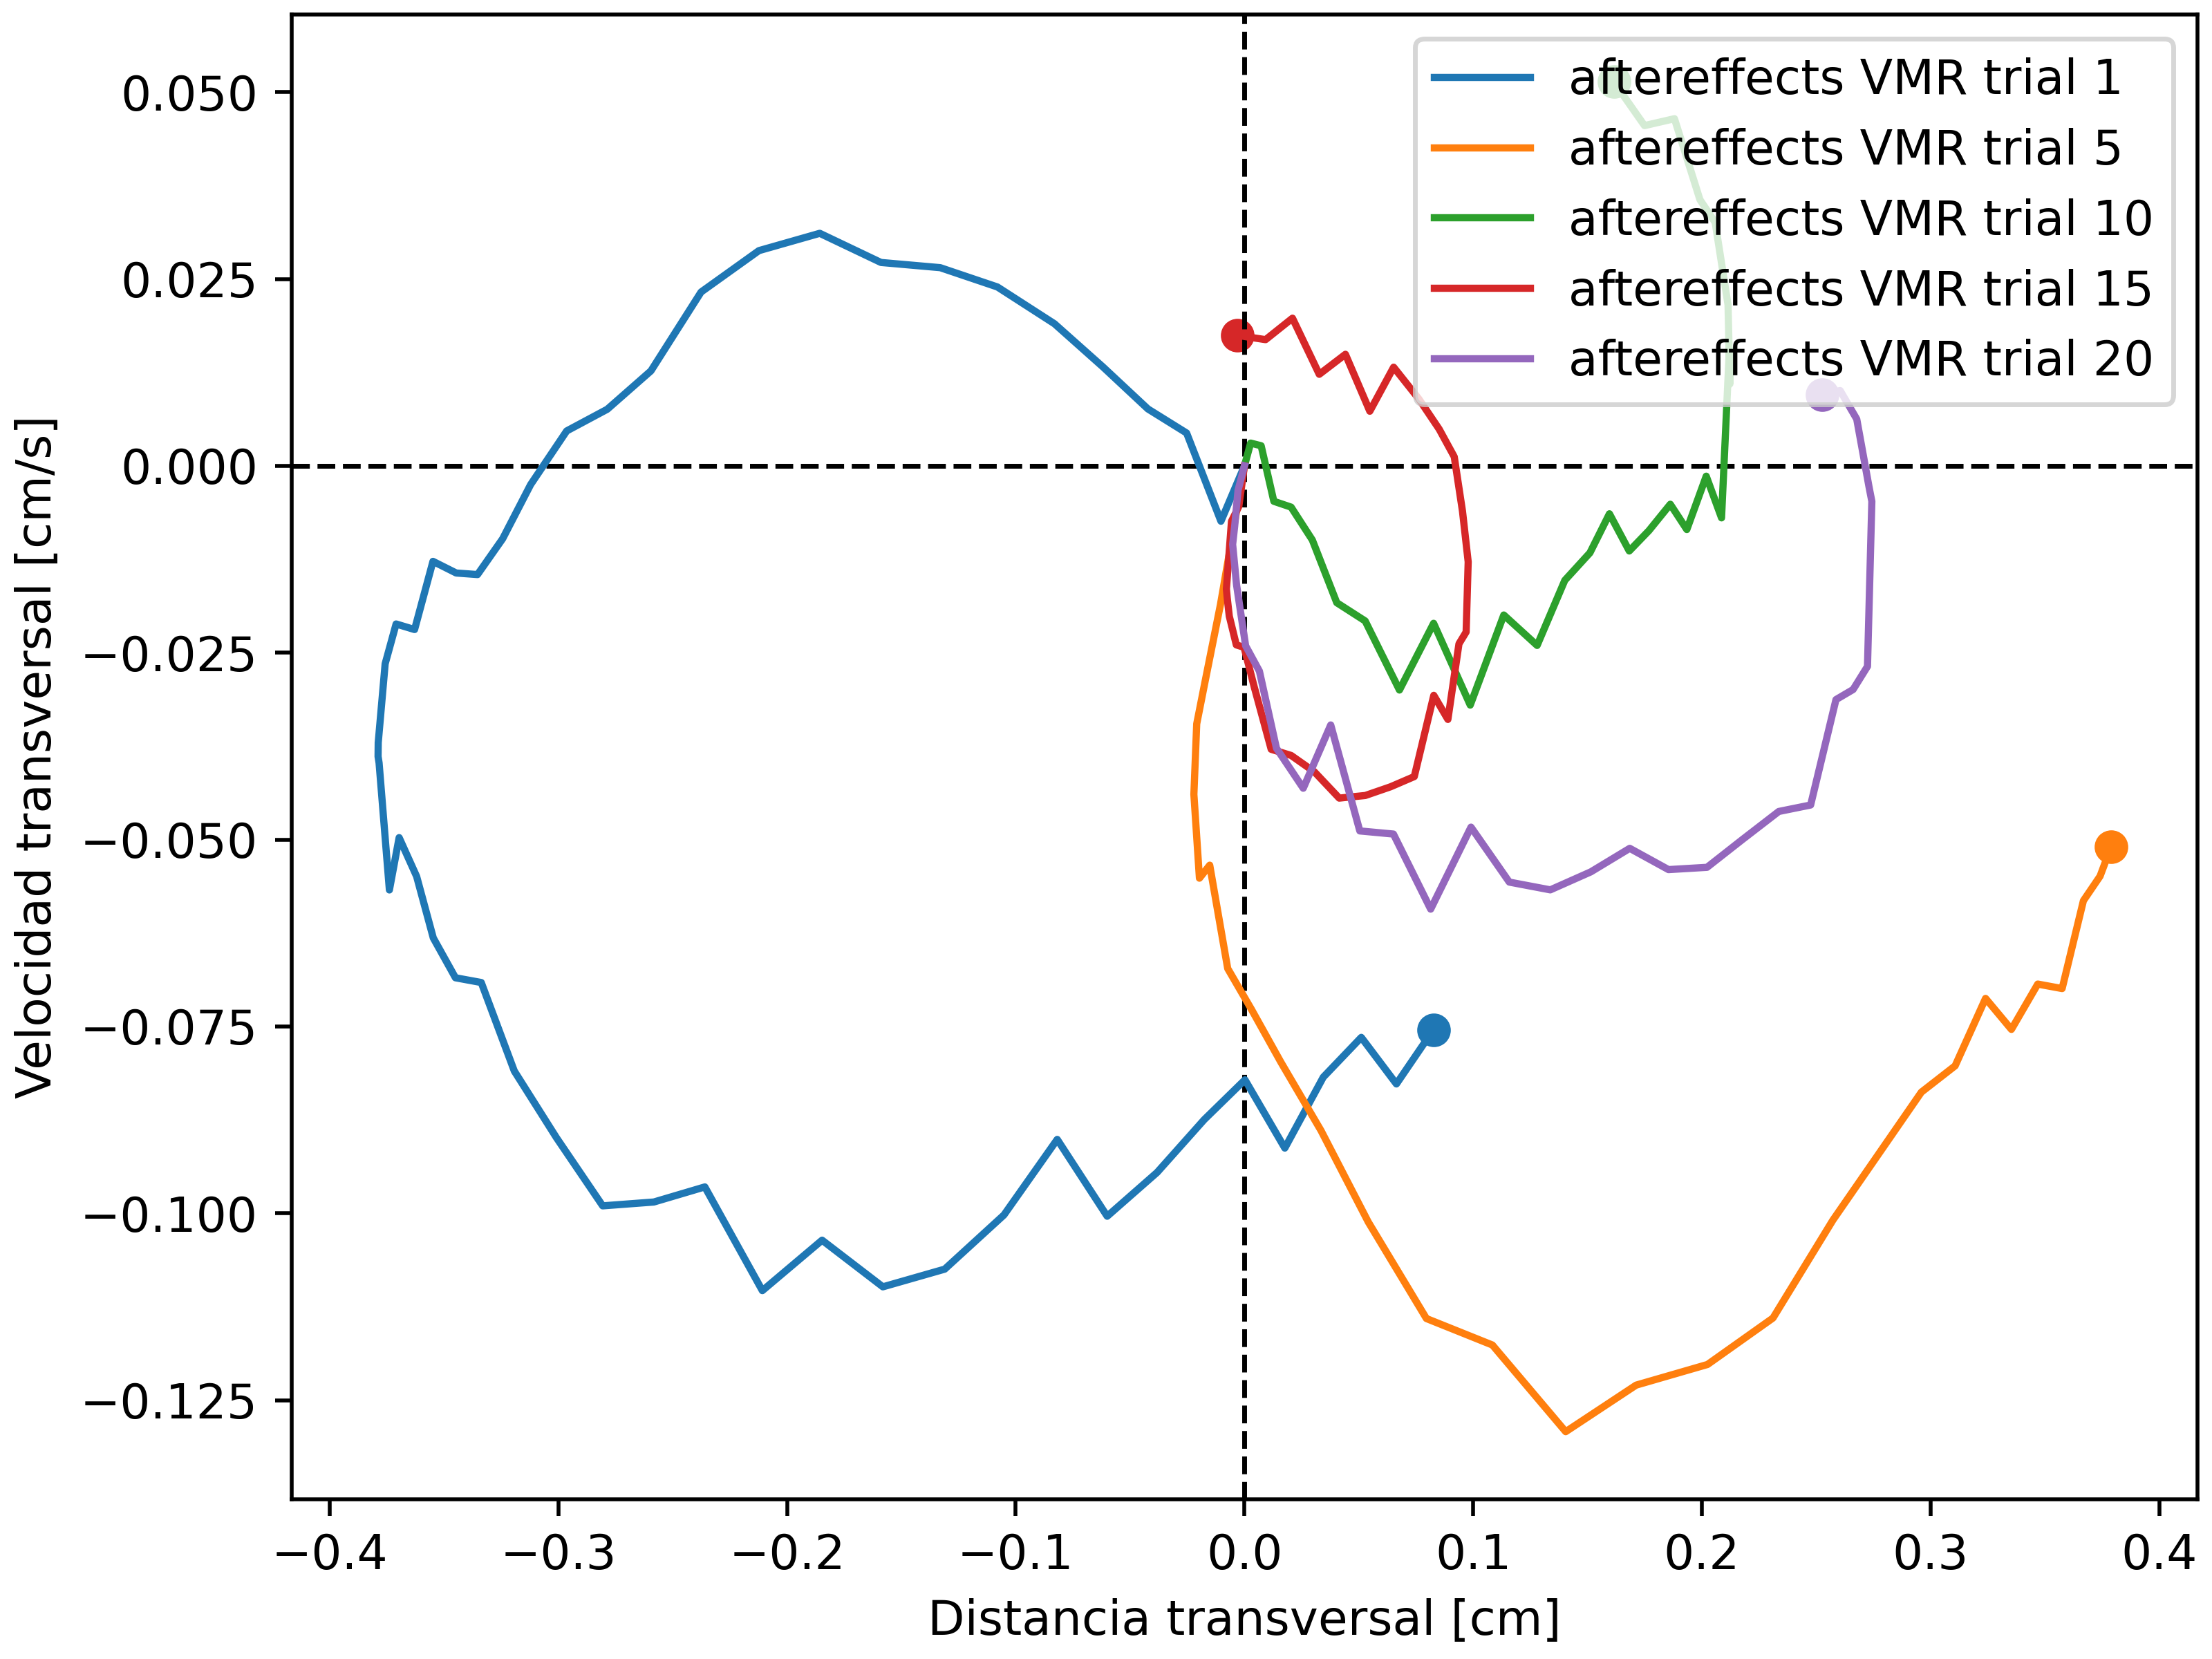 aftereffects VMR trial 1
aftereffects VMR trial 5
aftereffects VMR trial 10
aftereffects VMR trial 15
aftereffects VMR trial 20
Velocidad transversal [cm/s]
0.050
0.025
0.000
−0.025
−0.050
−0.075
−0.100
−0.125
−0.4
−0.3
−0.2
−0.1
0.0
0.1
0.2
0.3
0.4
Distancia transversal [cm]